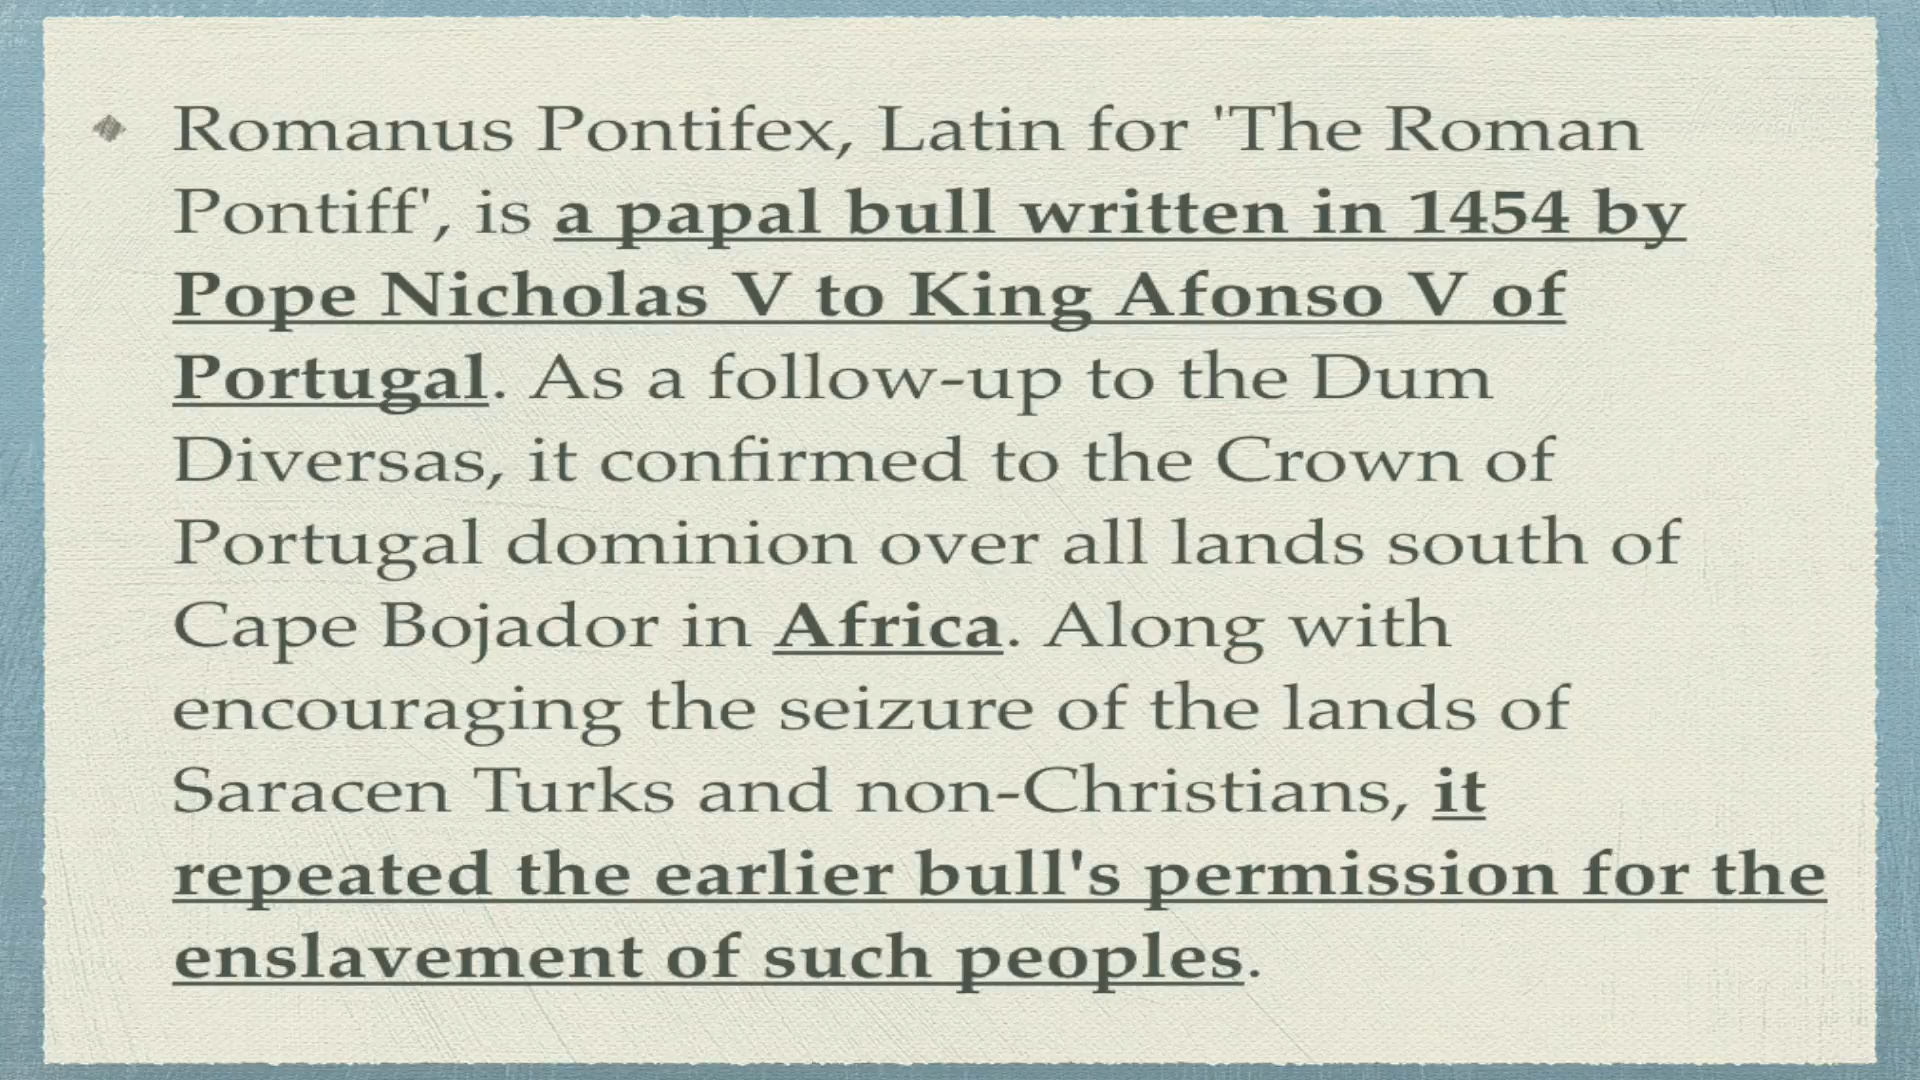 Romanus Pontifex, Latin for 'The Roman
Pontiff', is a papal bull written in 1454 by
Pope Nicholas V to King Afonso V of
Portugal. As a follow-up to the Dum
Diversas, it confirmed to the Crown of
Portugal dominion over all lands south of
Cape Bojador in Africa. Along with
encouraging the seizure of the lands of
Saracen Turks and non-Christians, it
repeated the earlier bull's permission for the
enslavement of such peoples.